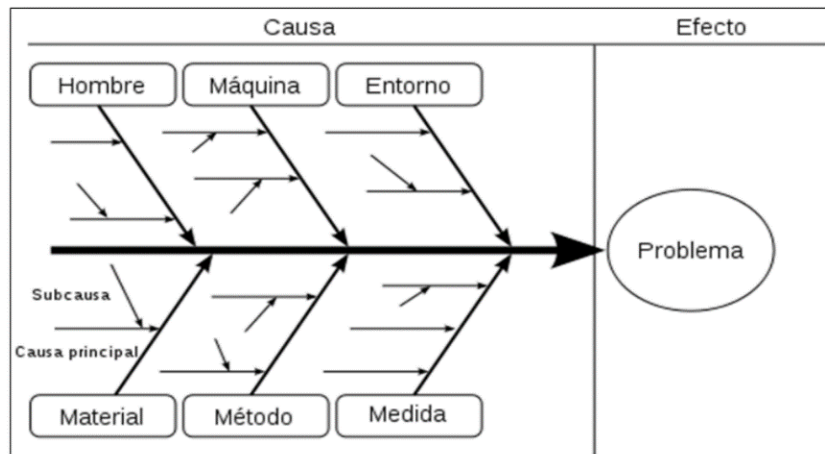 Causa
Efecto
Hombre
Máquina
Entorno
Problema
Subcausa
Causa principal
Material
Método
Medida